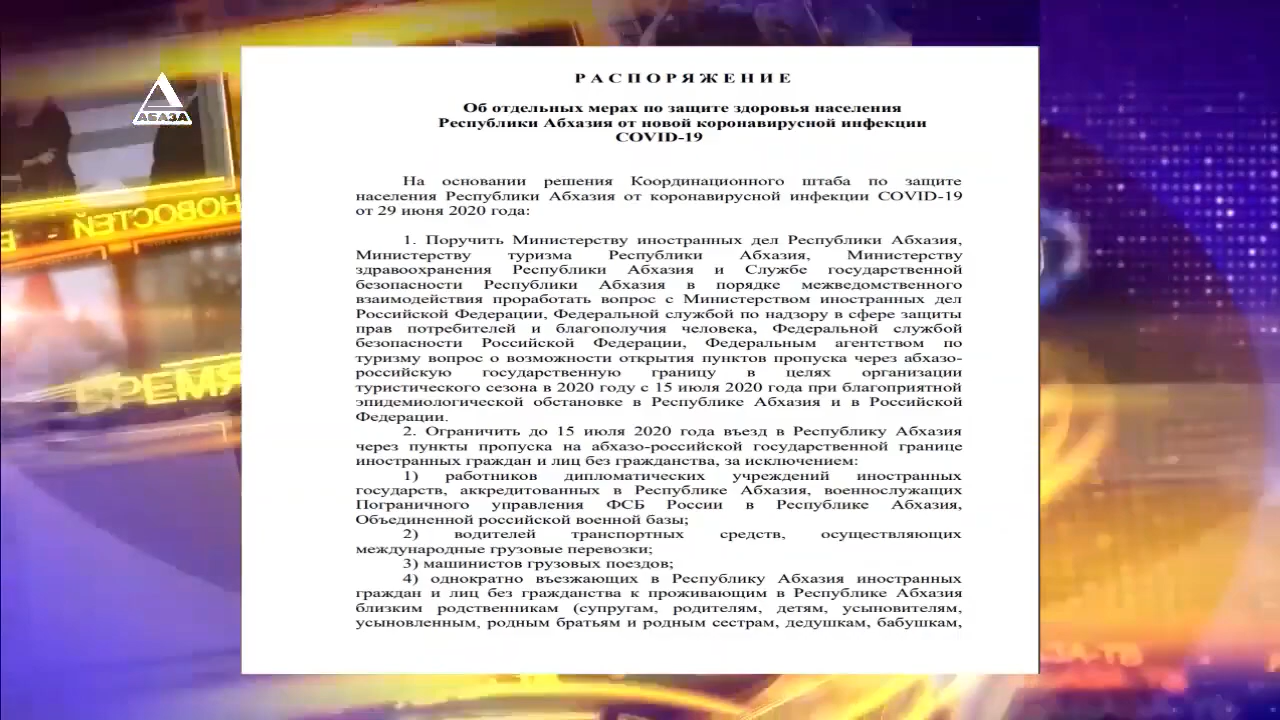 РАСПОРЯЖЕНИЕ
Об отдельных мерах по защите здоровья населения
Республики Абхазия от новой коронавирусной инфекции
COVID-19
На основании решения Координационного штаба по защите
населения Республики Абхазия от коронавирусной инфекции COVID-19
от 29 июня 2020 года:
1. Поручить Министерству иностранных дел Республики Абхазия,
Министерству туризма Республики Абхазия, Министерству
здравоохранения Республики Абхазия и Службе государственной
безопасности Республики Абхазия в порядке межведомственного
взаимодействия проработать вопрос с Министерством иностранных дел
Российской Федерации, Федеральной службой по надзору в сфере защиты
прав потребителей и благополучия человека, Федеральной службой
безопасности Российской Федерации, Федеральным агентством по
туризму вопрос о возможности открытия пунктов пропуска через абхазо-
российскую государственную границу в целях организации
туристического сезона в 2020 году с 15 июля 2020 года при благоприятной
эпидемиологической обстановке в Республике Абхазия и в Российской
Федерации.
2. Ограничить до 15 июля 2020 года въезд в Республику Абхазия
через пункты пропуска на абхазо-российской государственной границе
иностранных граждан и лиц без гражданства, за исключением:
1) работников дипломатических учреждений иностранных
государств, аккредитованных в Республике Абхазия, военнослужащих
Пограничного управления ФСБ России в Республике Абхазия,
Объединенной российской военной базы;
2) водителей транспортных средств, осуществляющих
международные грузовые перевозки;
3) машинистов грузовых поездов;
4) однократно въезжающих в Республику Абхазия иностранных
граждан и лиц без гражданства к проживающим в Республике Абхазия
близким родственникам (супругам, родителям, детям, усыновителям,
усыновленным, родным братьям и родным сестрам, дедушкам, бабушкам,
АБАЗА
НОВОСТЕЙ
ВРЕМЯ